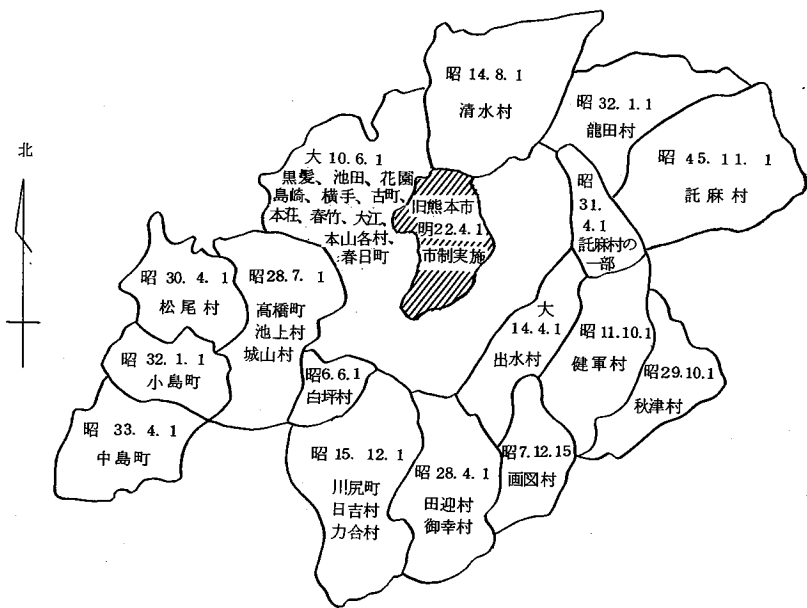 北
昭 14.8.1
清水村
昭 32.1.1
龍田村
昭 45.11.1
託麻村
大 10.6.1
黒髪、池田、花園
島崎、横手、古町、
本荘、春竹、大江、
本山各村、
春日町
旧熊本市
明22.4.1
市制実施
昭
31.
4.1
託麻村の
一部
昭 30.4.1
松尾村
昭28.7.1
高橋町
池上村
城山村
大
14.4.1
出水村
昭 11.10.1
健軍村
昭29.10.1
秋津村
昭 32.1.1
小島町
昭6.6.1
白坪村
昭 33.4.1
中島町
昭 15.12.1
川尻町
日吉村
力合村
昭 28.4.1
田迎村
御幸村
昭7.12.15
画図村